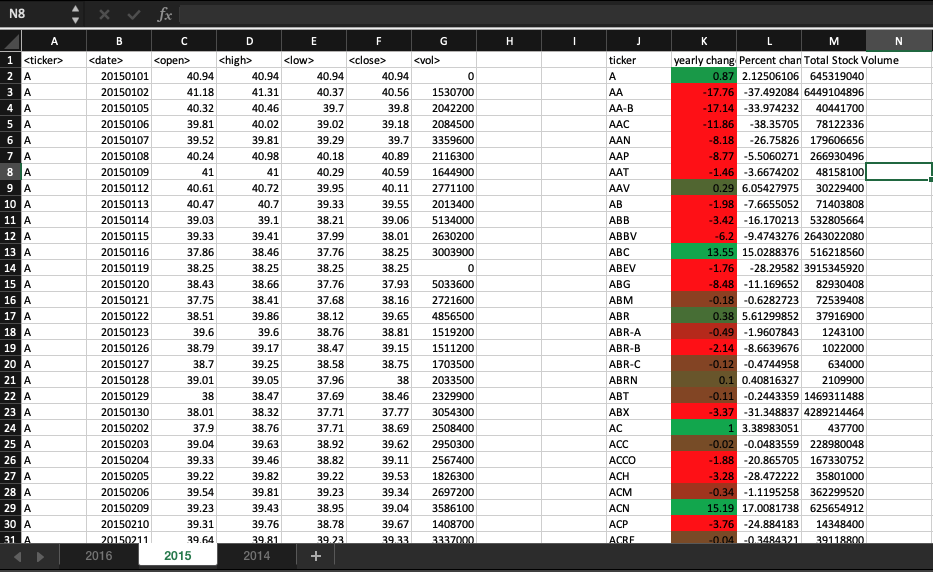 N8 fx
A B C D E F G H I J K L M N
1 <ticker> <date> <open> <high> <low> <close> <vol> ticker yearly chang Percent chan Total Stock Volume
2 A 20150101 40.94 40.94 40.94 40.94 0 A 0.87 2.12506106 645319040
3 A 20150102 41.18 41.31 40.37 40.56 1530700 AA -17.76 -37.492084 6449104896
4 A 20150105 40.32 40.46 39.7 39.8 2042200 AA-B -17.14 -33.974232 40441700
5 A 20150106 39.81 40.02 39.02 39.18 2084500 AAC -11.86 -38.35705 78122336
6 A 20150107 39.52 39.81 39.29 39.7 3359600 AAN -8.18 -26.75826 179606656
7 A 20150108 40.24 40.98 40.18 40.89 2116300 AAP -8.77 -5.5060271 266930496
8 A 20150109 41 41 40.29 40.59 1644900 AAT -1.46 -3.6674202 48158100
9 A 20150112 40.61 40.72 39.95 40.11 2771100 AAV 0.29 6.05427975 30229400
10 A 20150113 40.47 40.7 39.33 39.55 2013400 AB -1.98 -7.6655052 71403808
11 A 20150114 39.03 39.1 38.21 39.06 5134000 ABB -3.42 -16.170213 532805664
12 A 20150115 39.33 39.41 37.99 38.01 2630200 ABBV -6.2 -9.4743276 2643022080
13 A 20150116 37.86 38.46 37.76 38.25 3003900 ABC 13.55 15.0288376 516218560
14 A 20150119 38.25 38.25 38.25 38.25 0 ABEV -1.76 -28.29582 3915345920
15 A 20150120 38.43 38.66 37.76 37.93 5033600 ABG -8.48 -11.169652 82930408
16 A 20150121 37.75 38.41 37.68 38.16 2721600 ABM -0.18 -0.6282723 72539408
17 A 20150122 38.51 39.86 38.12 39.65 4856500 ABR 0.38 5.61299852 37916900
18 A 20150123 39.6 39.6 38.76 38.81 1519200 ABR-A -0.49 -1.9607843 1243100
19 A 20150126 38.79 39.17 38.47 39.15 1511200 ABR-B -2.14 -8.6639676 1022000
20 A 20150127 38.7 39.25 38.58 38.75 1703500 ABR-C -0.12 -0.4744958 634000
21 A 20150128 39.01 39.05 37.96 38 2033500 ABRN 0.1 0.40816327 2109900
22 A 20150129 38 38.47 37.69 38.46 2329900 ABT -0.11 -0.2443359 1469311488
23 A 20150130 38.01 38.32 37.71 37.77 3054300 ABX -3.37 -31.348837 4289214464
24 A 20150202 37.9 38.76 37.71 38.69 2508400 AC 1 3.38983051 437700
25 A 20150203 39.04 39.63 38.92 39.62 2950300 ACC -0.02 -0.0483559 228980048
26 A 20150204 39.33 39.46 38.82 39.11 2567400 ACCO -1.88 -20.865705 167330752
27 A 20150205 39.22 39.82 39.22 39.53 1826300 ACH -3.28 -28.472222 35801000
28 A 20150206 39.54 39.81 39.23 39.34 2697200 ACM -0.34 -1.1195258 362299520
29 A 20150209 39.23 39.43 38.95 39.04 3586100 ACN 15.19 17.0081738 625654912
30 A 20150210 39.31 39.76 38.78 39.67 1408700 ACP -3.76 -24.884183 14348400
31 A 20150211 39.64 39.81 39.23 39.33 3337000 ACRE -0.04 -0.3484321 39118800
2016 2015 2014 +